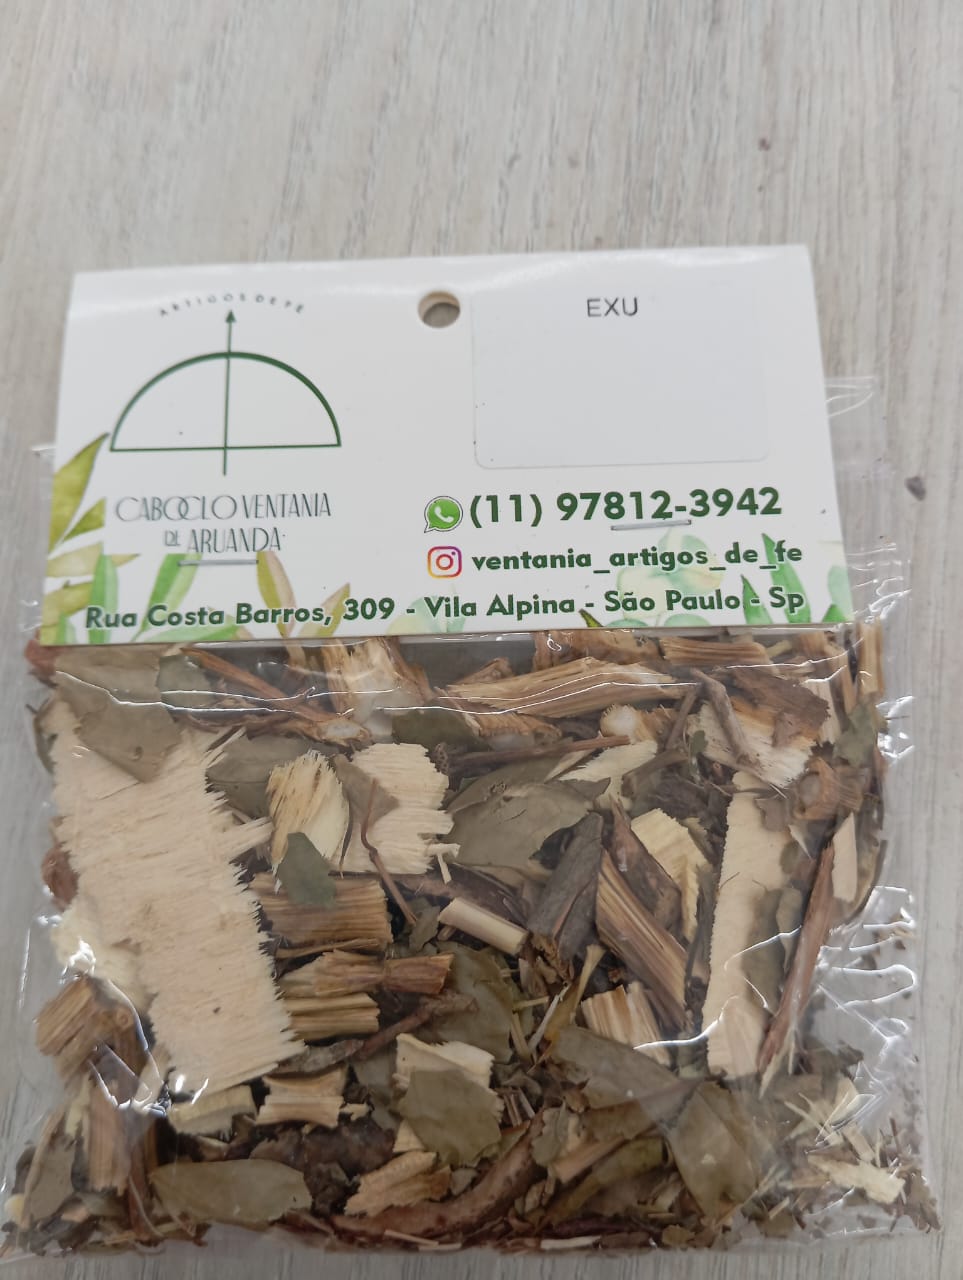 ARTIGOS DE FÉ
EXU
CABOCLO VENTANIA
DE ARUANDA
(11) 97812-3942
ventania_artigos_de_fe
Rua Costa Barros, 309 - Vila Alpina - São Paulo - Sp